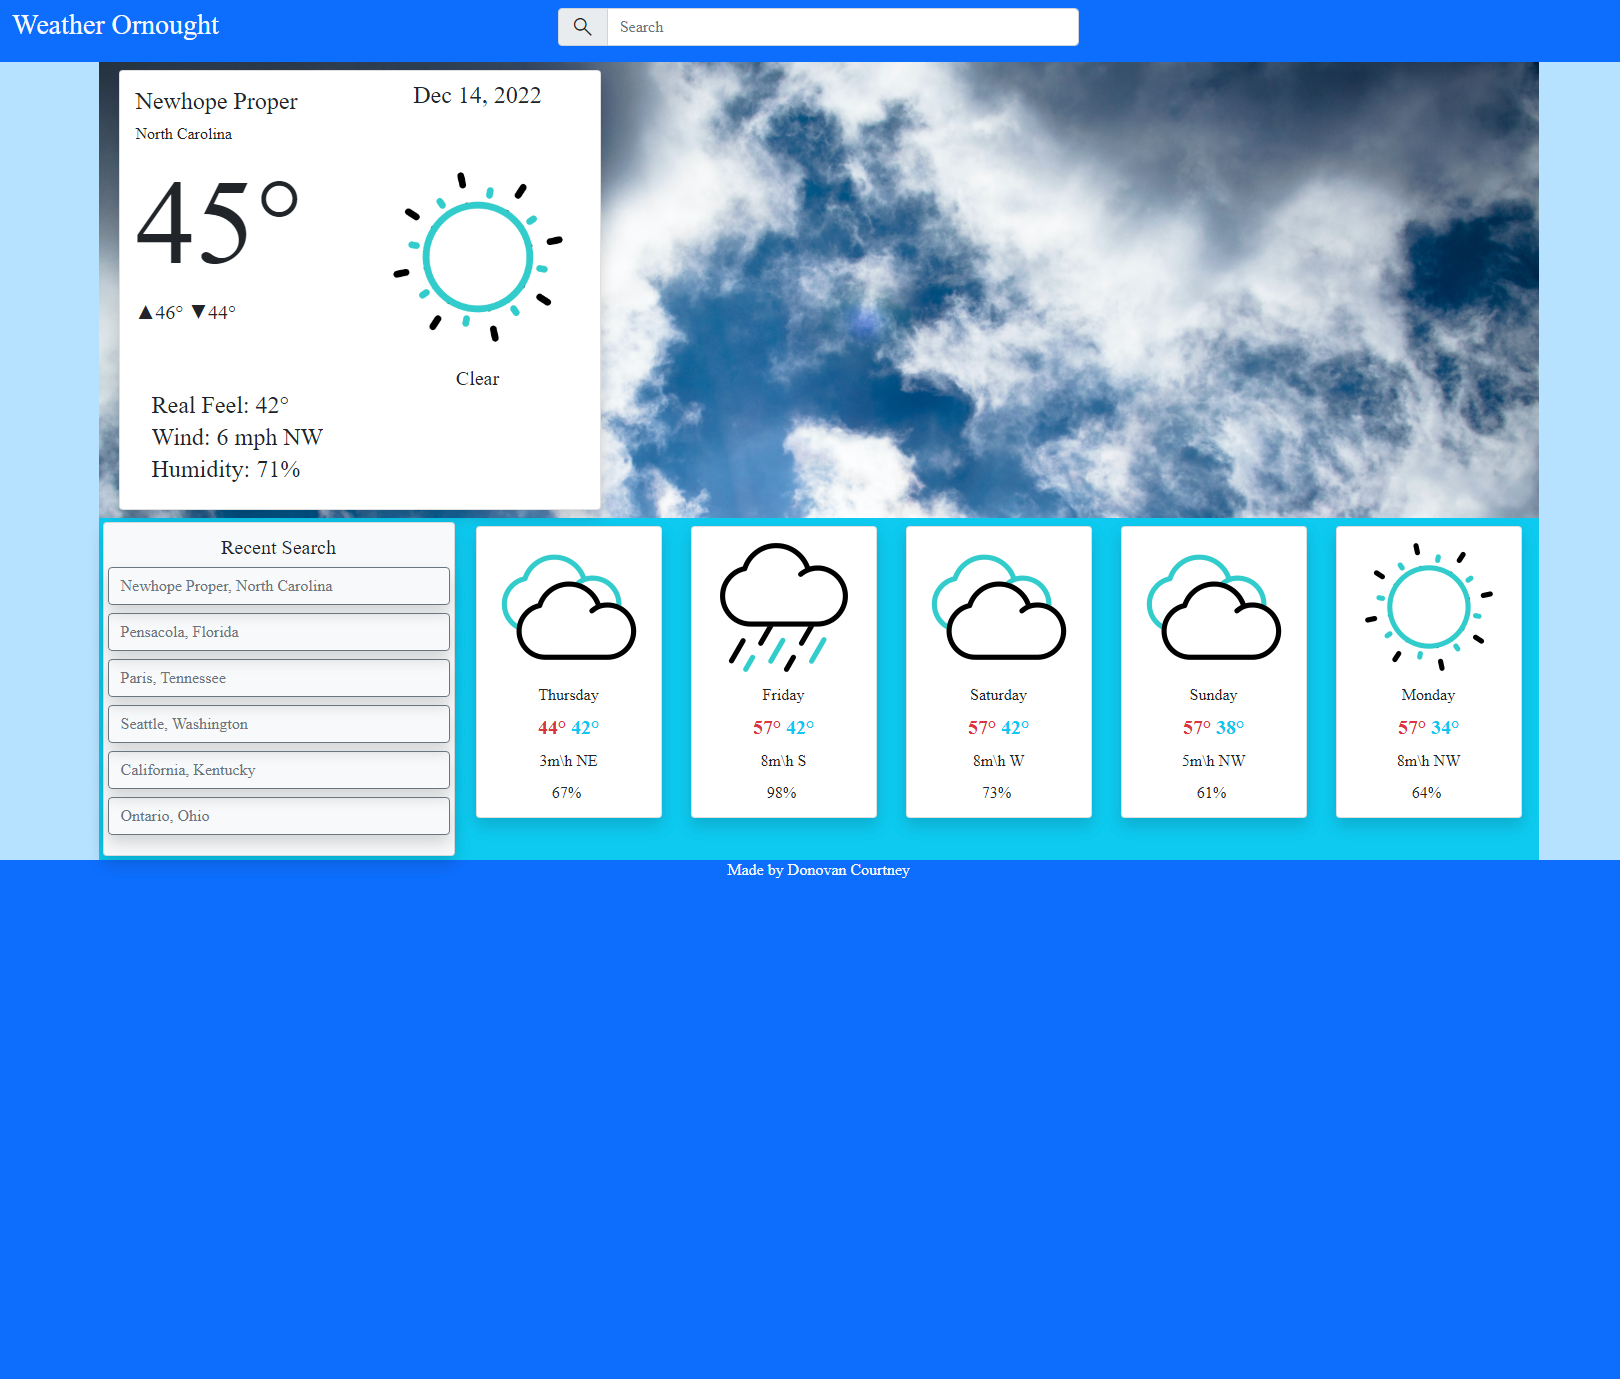 Weather Ornought
Search
Newhope Proper
Dec 14, 2022
North Carolina
45°
▲46° ▼44°
Clear
Real Feel: 42°
Wind: 6 mph NW
Humidity: 71%
Recent Search
Newhope Proper, North Carolina
Pensacola, Florida
Paris, Tennessee
Seattle, Washington
California, Kentucky
Ontario, Ohio
Thursday
44° 42°
3m\h NE
67%
Friday
57° 42°
8m\h S
98%
Saturday
57° 42°
8m\h W
73%
Sunday
57° 38°
5m\h NW
61%
Monday
57° 34°
8m\h NW
64%
Made by Donovan Courtney